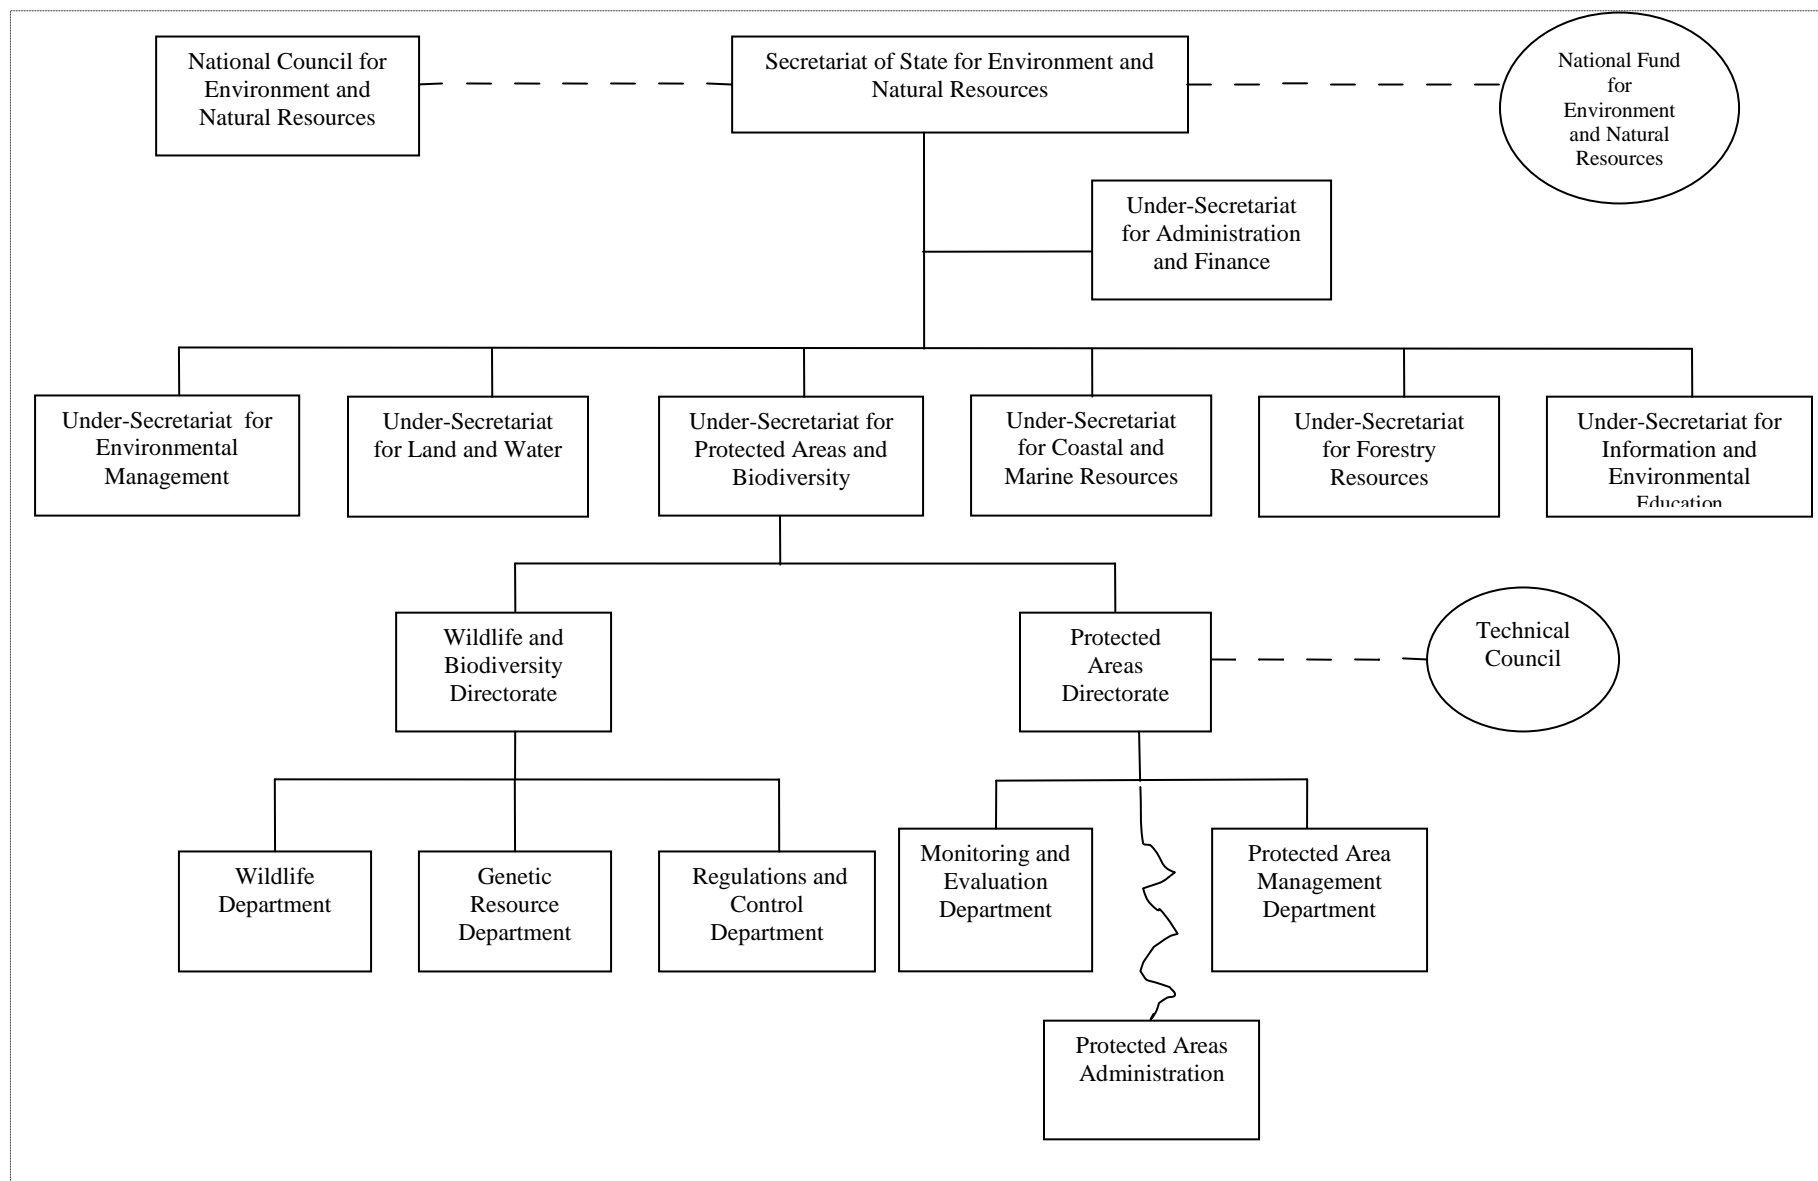 National Council for
Environment and
Natural Resources
Secretariat of State for Environment and
Natural Resources
National Fund
for
Environment
and Natural
Resources
Under-Secretariat
for Administration
and Finance
Under-Secretariat for
Environmental
Management
Under-Secretariat
for Land and Water
Under-Secretariat for
Protected Areas and
Biodiversity
Under-Secretariat
for Coastal and
Marine Resources
Under-Secretariat
for Forestry
Resources
Under-Secretariat for
Information and
Environmental
Education
Wildlife and
Biodiversity
Directorate
Protected
Areas
Directorate
Technical
Council
Wildlife
Department
Genetic
Resource
Department
Regulations and
Control
Department
Monitoring and
Evaluation
Department
Protected Area
Management
Department
Protected Areas
Administration